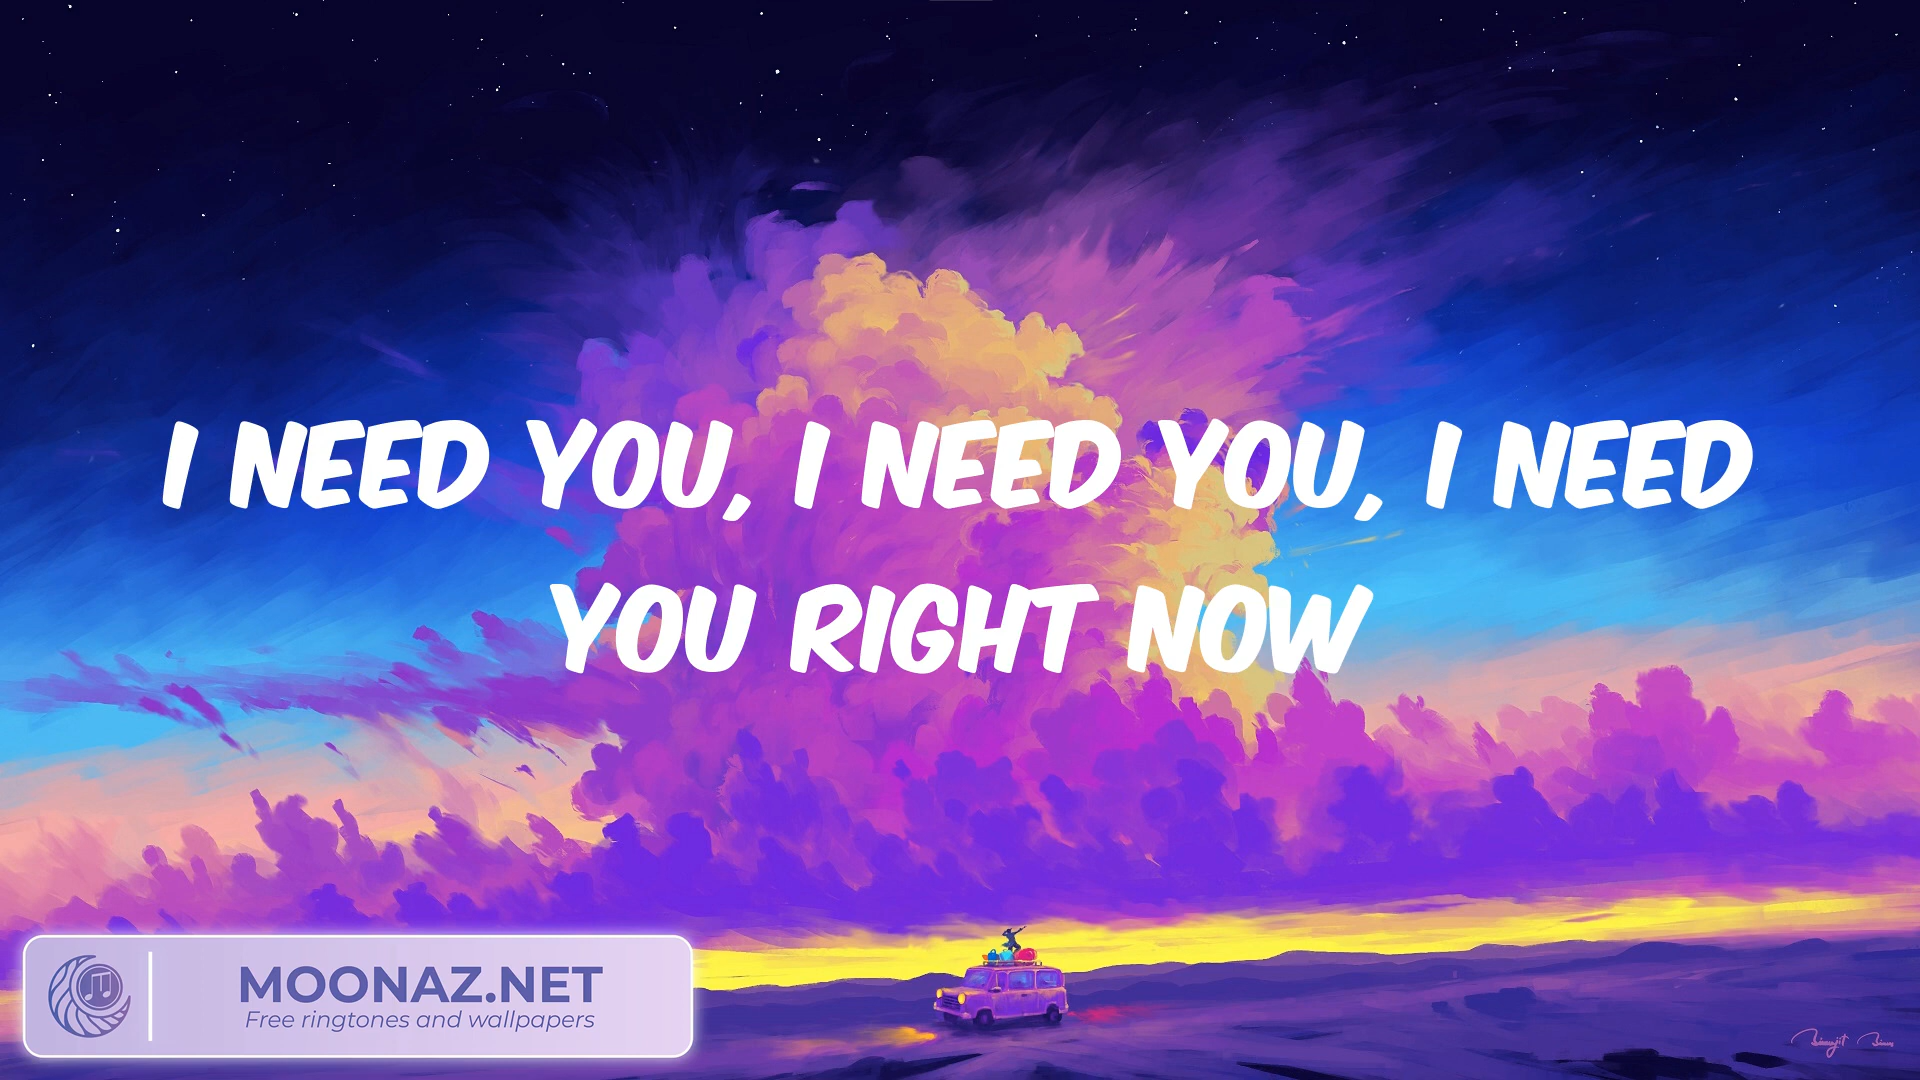 I NEED YOU, I NEED YOU, I NEED
YOU RIGHT NOW
MOONAZ.NET
Free ringtones and wallpapers